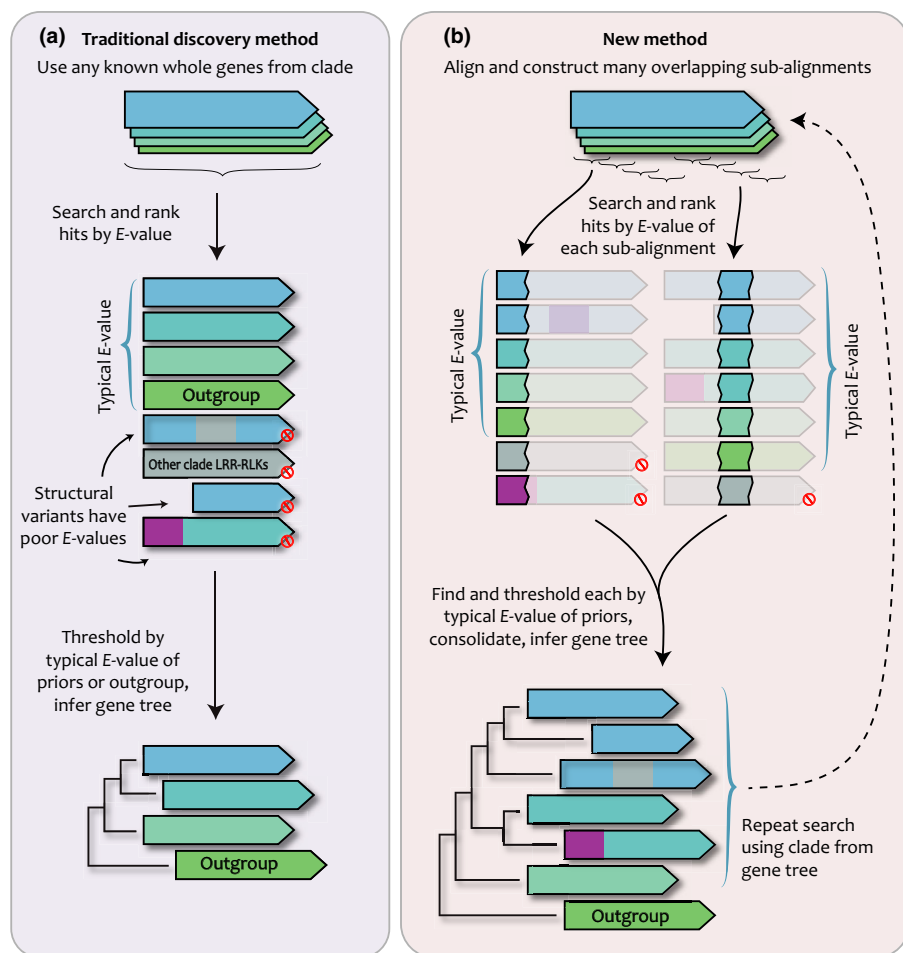 (a)
Traditional discovery method
Use any known whole genes from clade
Search and rank
hits by E-value
Typical E-value
Outgroup
Other clade LRR-RLKs
Structural
variants have
poor E-values
Threshold by
typical E-value of
priors or outgroup,
infer gene tree
Outgroup
(b)
New method
Align and construct many overlapping sub-alignments
Search and rank
hits by E-value of
each sub-alignment
Typical E-value
Typical E-value
Find and threshold each by
typical E-value of priors,
consolidate, infer gene tree
Repeat search
using clade from
gene tree
Outgroup